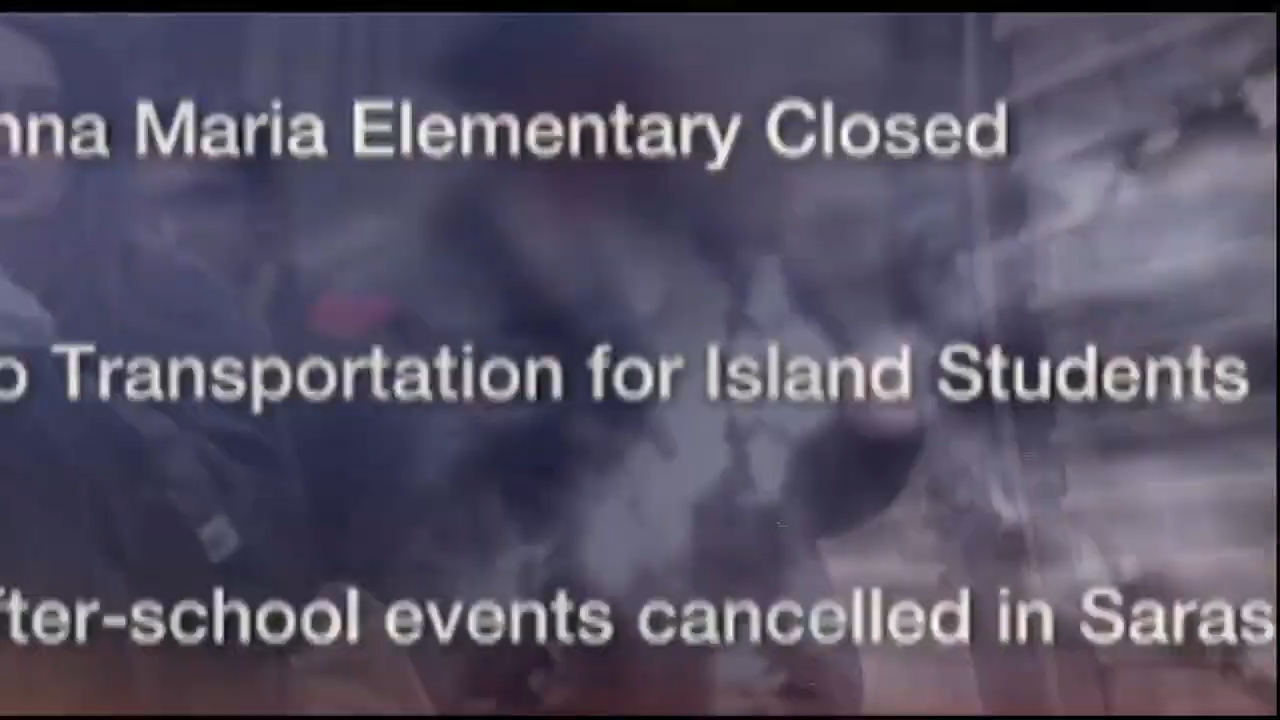 nna Maria Elementary Closed
o Transportation for Island Students
fter-school events cancelled in Saras